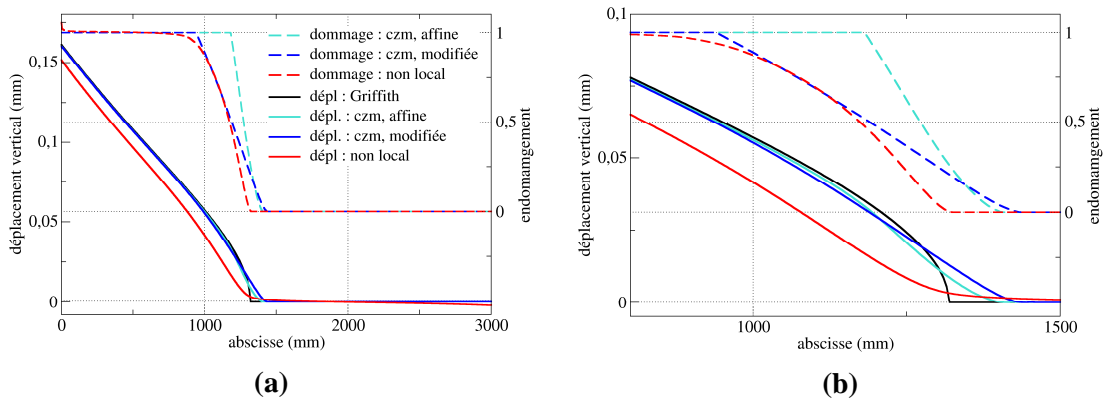 dommage : czm, affine
dommage : czm, modifiée
dommage : non local
dépl : Griffith
dépl. : czm, affine
dépl. : czm, modifiée
dépl : non local
0,15
0,1
0,05
0
déplacement vertical (mm)
1
0,5
0
endomamgement
0
1000
2000
3000
abscisse (mm)
(a)
0,1
0,05
0
déplacement vertical (mm)
1
0,5
0
endomamgement
1000
1500
abscisse (mm)
(b)